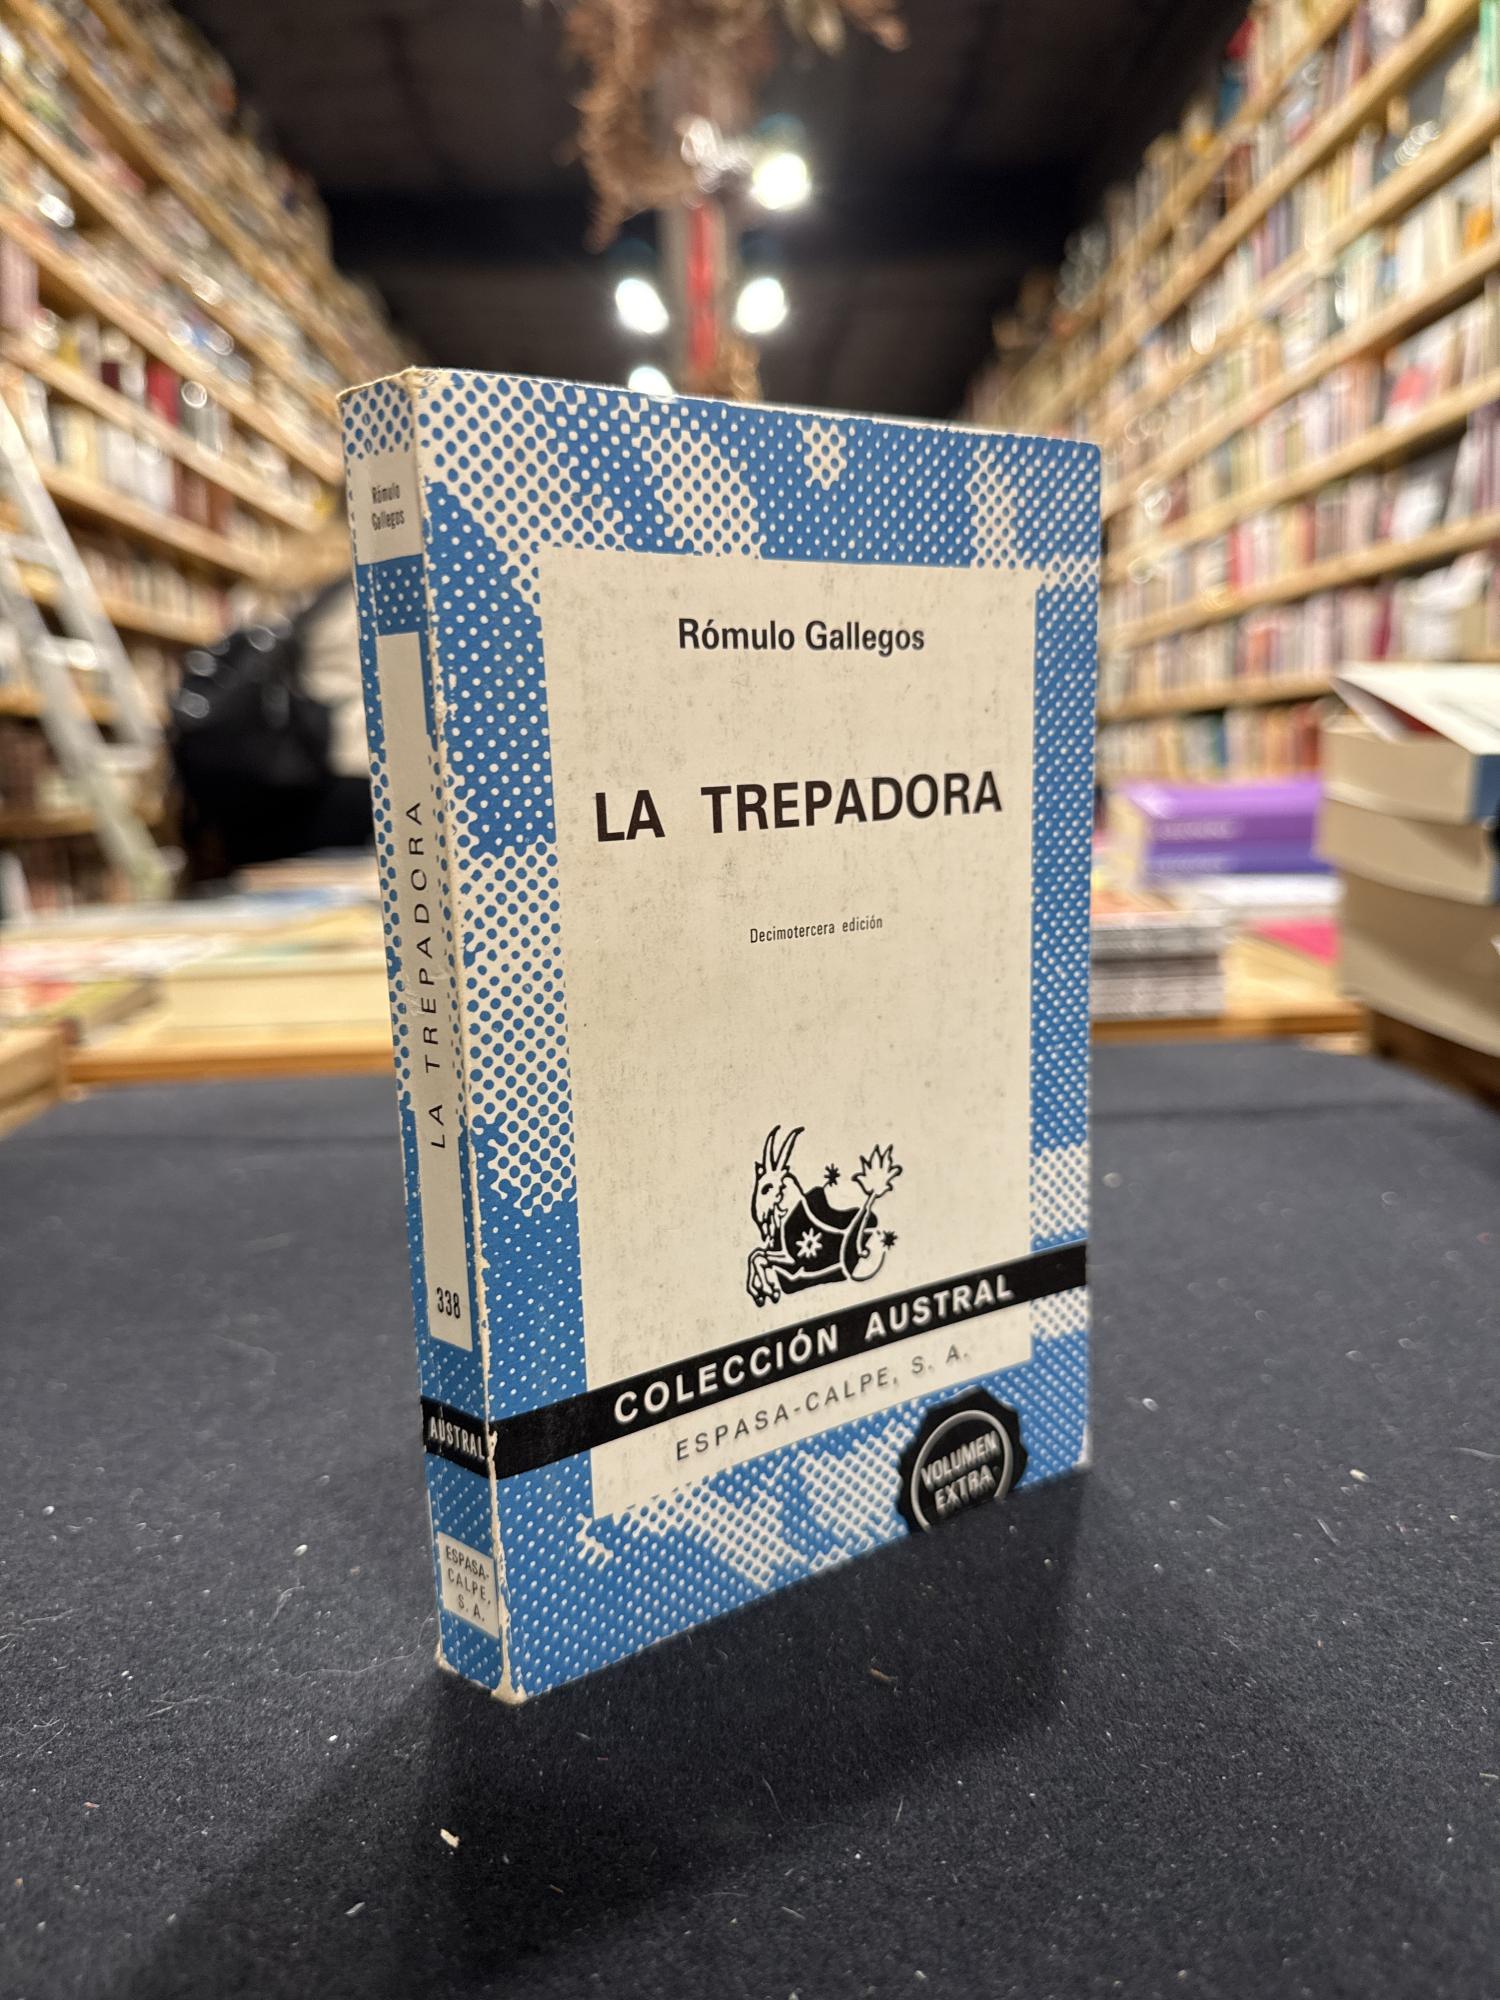 Rómulo
Gallegos
LA TREPADORA
338
AUSTRAL
ESPASA-
CALPE,
S. A.
Rómulo Gallegos
LA TREPADORA
Decimotercera edición
COLECCIÓN AUSTRAL
ESPASA-CALPE, S. A.
VOLUMEN
EXTRA